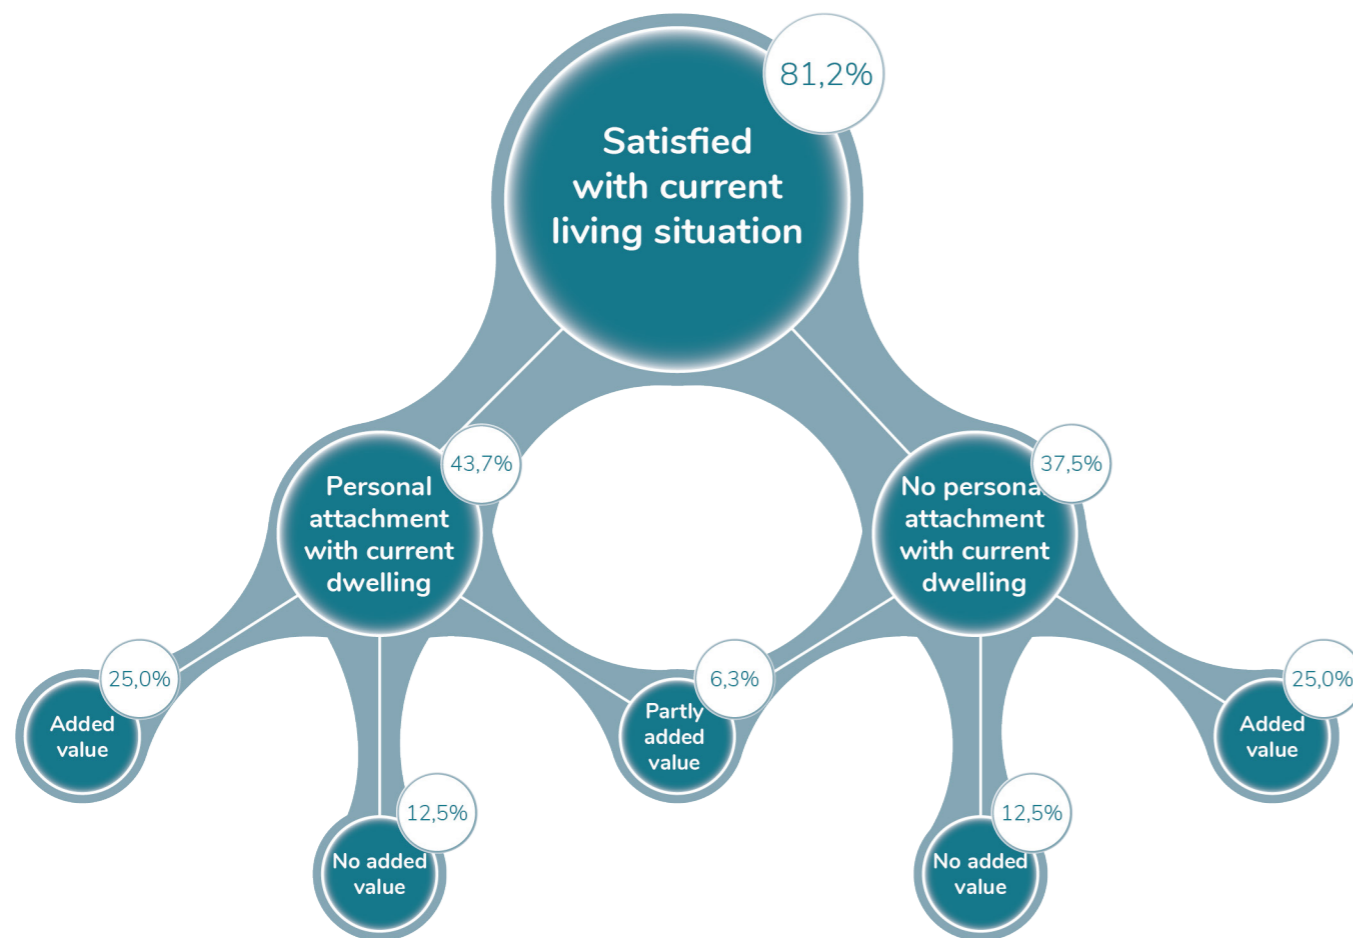 81,2%
Satisfied
with current
living situation
43,7%
Personal
attachment
with current
dwelling
37,5%
No personal
attachment
with current
dwelling
25,0%
Added
value
6,3%
Partly
added
value
25,0%
Added
value
12,5%
No added
value
12,5%
No added
value